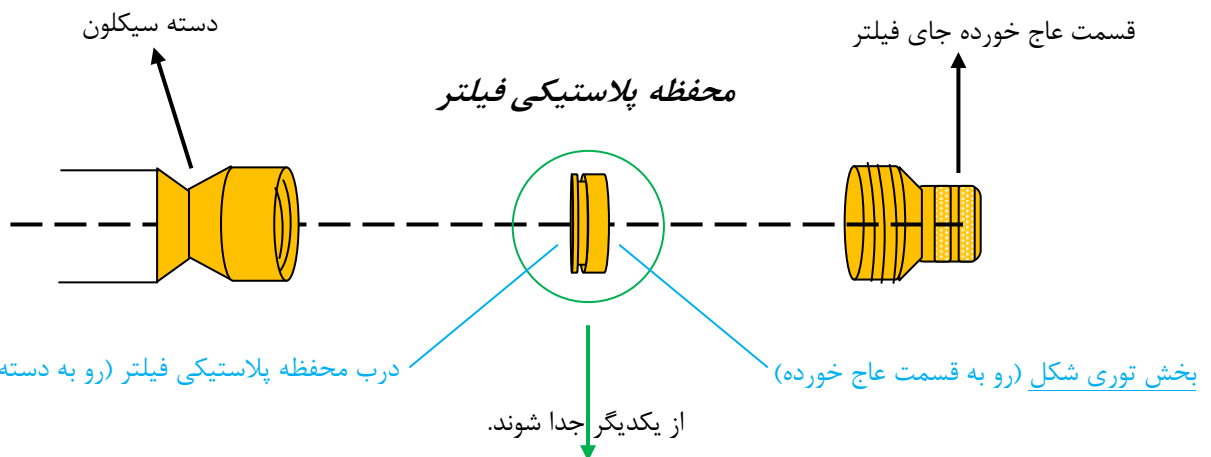 قسمت عاج خورده جای فیلتر
دسته سیکلون
محفظه پلاستیکی فیلتر
بخش توری شکل (رو به قسمت عاج خورده)
درب محفظه پلاستیکی فیلتر (رو به دسته
از یکدیگر جدا شوند.